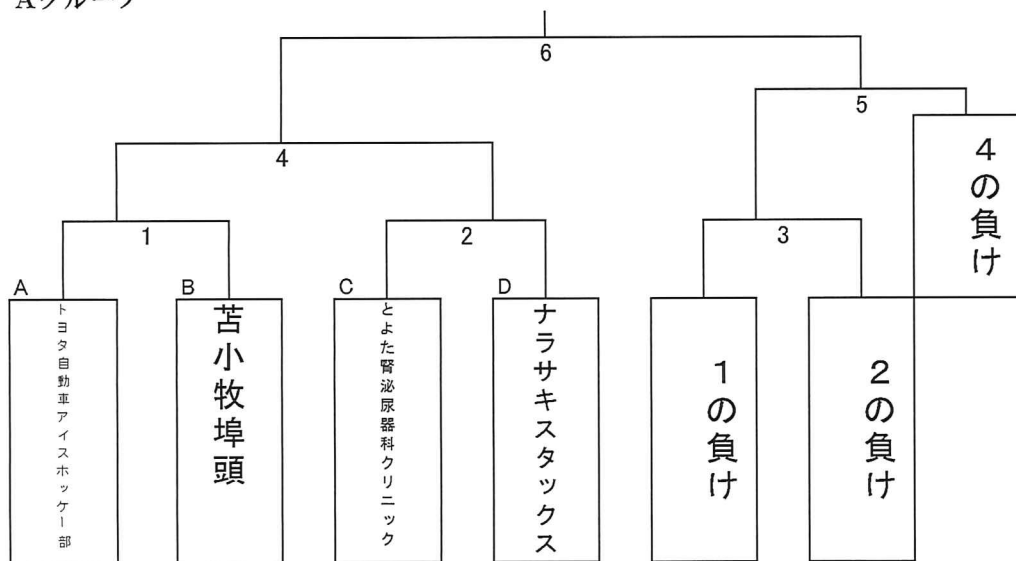 Aグループ
6
5
4
4の負け
1
2
3
A
B
C
D
トヨタ自動車アイスホッケー部
苫小牧埠頭
とよた腎泌尿器科クリニック
ナラサキスタックス
1の負け
2の負け